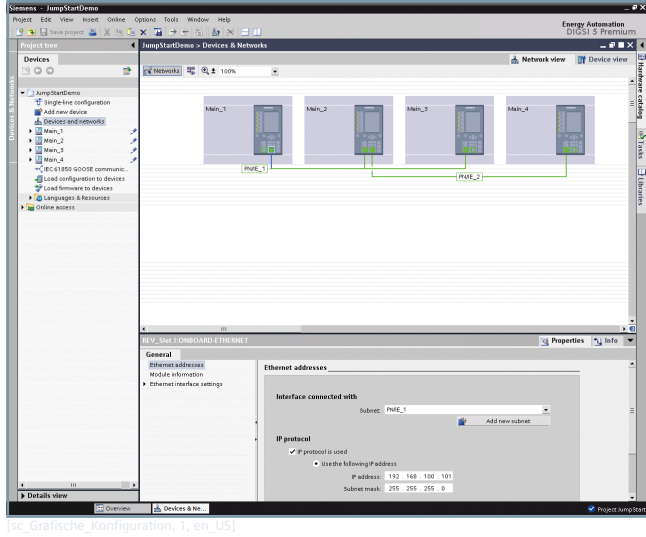 Siemens - JumpStartDemo
Project Edit View Insert Online Options Tools Window Help
Save project
Energy Automation
DIGSI 5 Premium
Project tree
JumpStartDemo > Devices & Networks
Devices
Network view
Device view
Networks
100%
Devices & Networks
JumpStartDemo
Single-line configuration
Add new device
Devices and networks
Main_1
Main_2
Main_3
Main_4
IEC 61850 GOOSE communic...
Load configuration to devices
Load firmware to devices
Languages & Resources
Online access
Main_1
Main_2
Main_3
Main_4
PN/IE_1
PN/IE_2
Hardware catalog
Tasks
Libraries
REV_Slot J:ONBOARD-ETHERNET
Properties
Info
General
Ethernet addresses
Module information
Ethernet interface settings
Ethernet addresses
Interface connected with
Subnet: PN/IE_1
Add new subnet
IP protocol
IP protocol is used
Use the following IP address
IP address: 192 . 168 . 100 . 101
Subnet mask: 255 . 255 . 255 . 0
Details view
Overview
Devices & Ne...
Project JumpStart
[sc_Grafische_Konfiguration, 1, en_US]